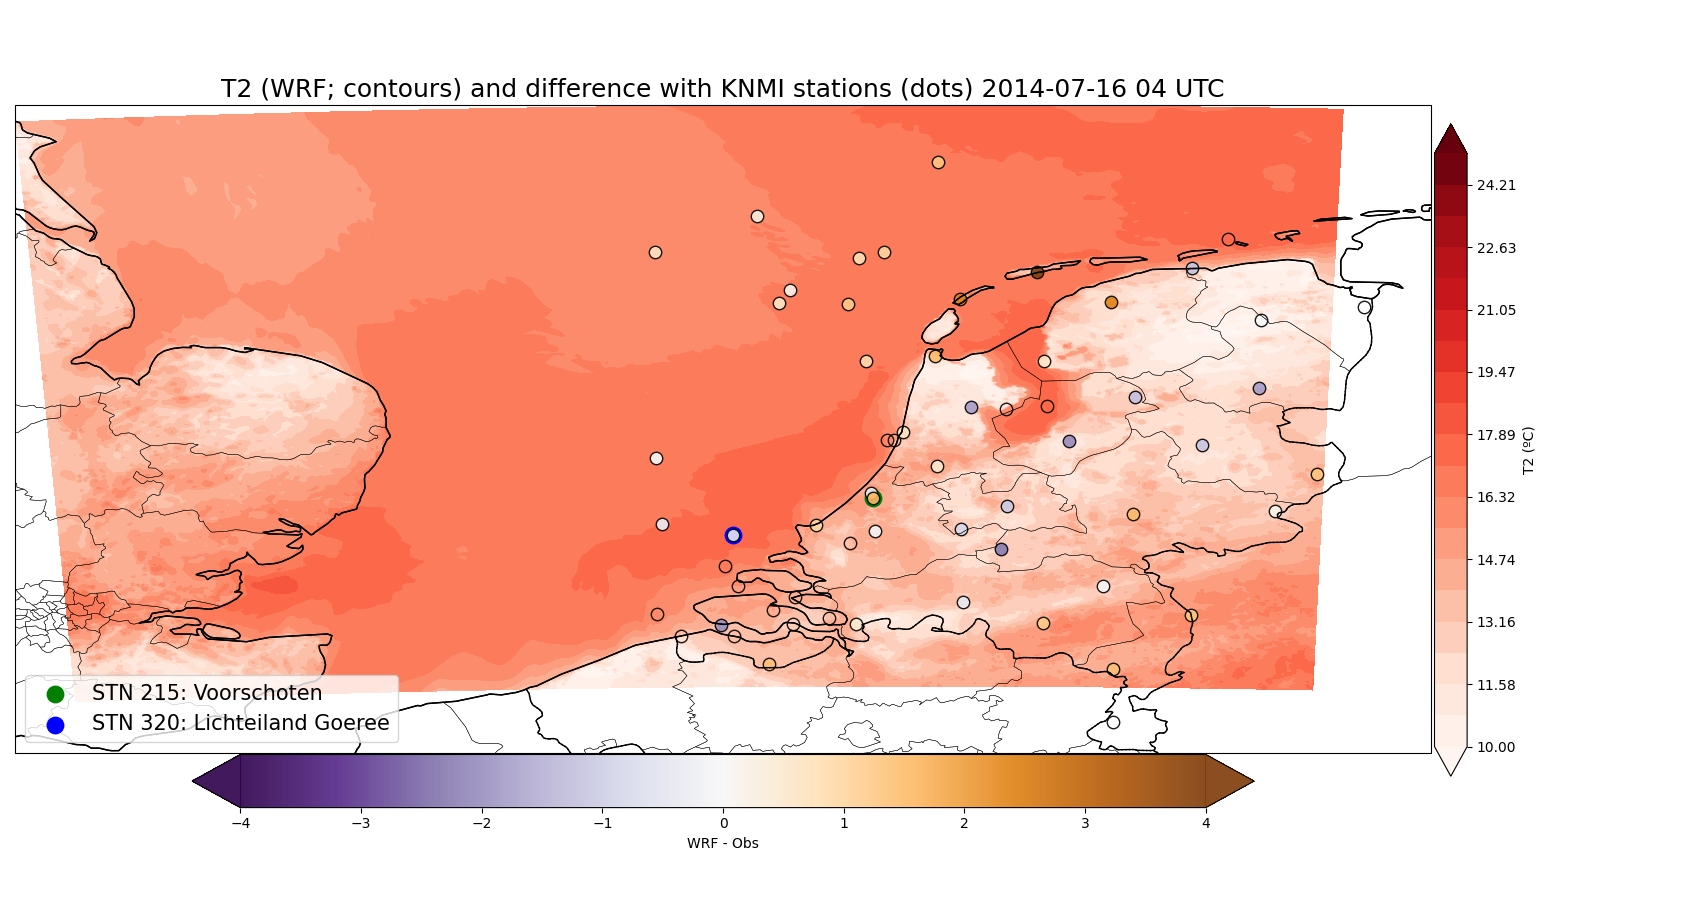 T2 (WRF; contours) and difference with KNMI stations (dots) 2014-07-16 04 UTC
24.21
22.63
21.05
19.47
17.89
16.32
14.74
13.16
11.58
10.00
T2 (ºC)
STN 215: Voorschoten
STN 320: Lichteiland Goeree
−4 −3 −2 −1 0 1 2 3 4
WRF - Obs